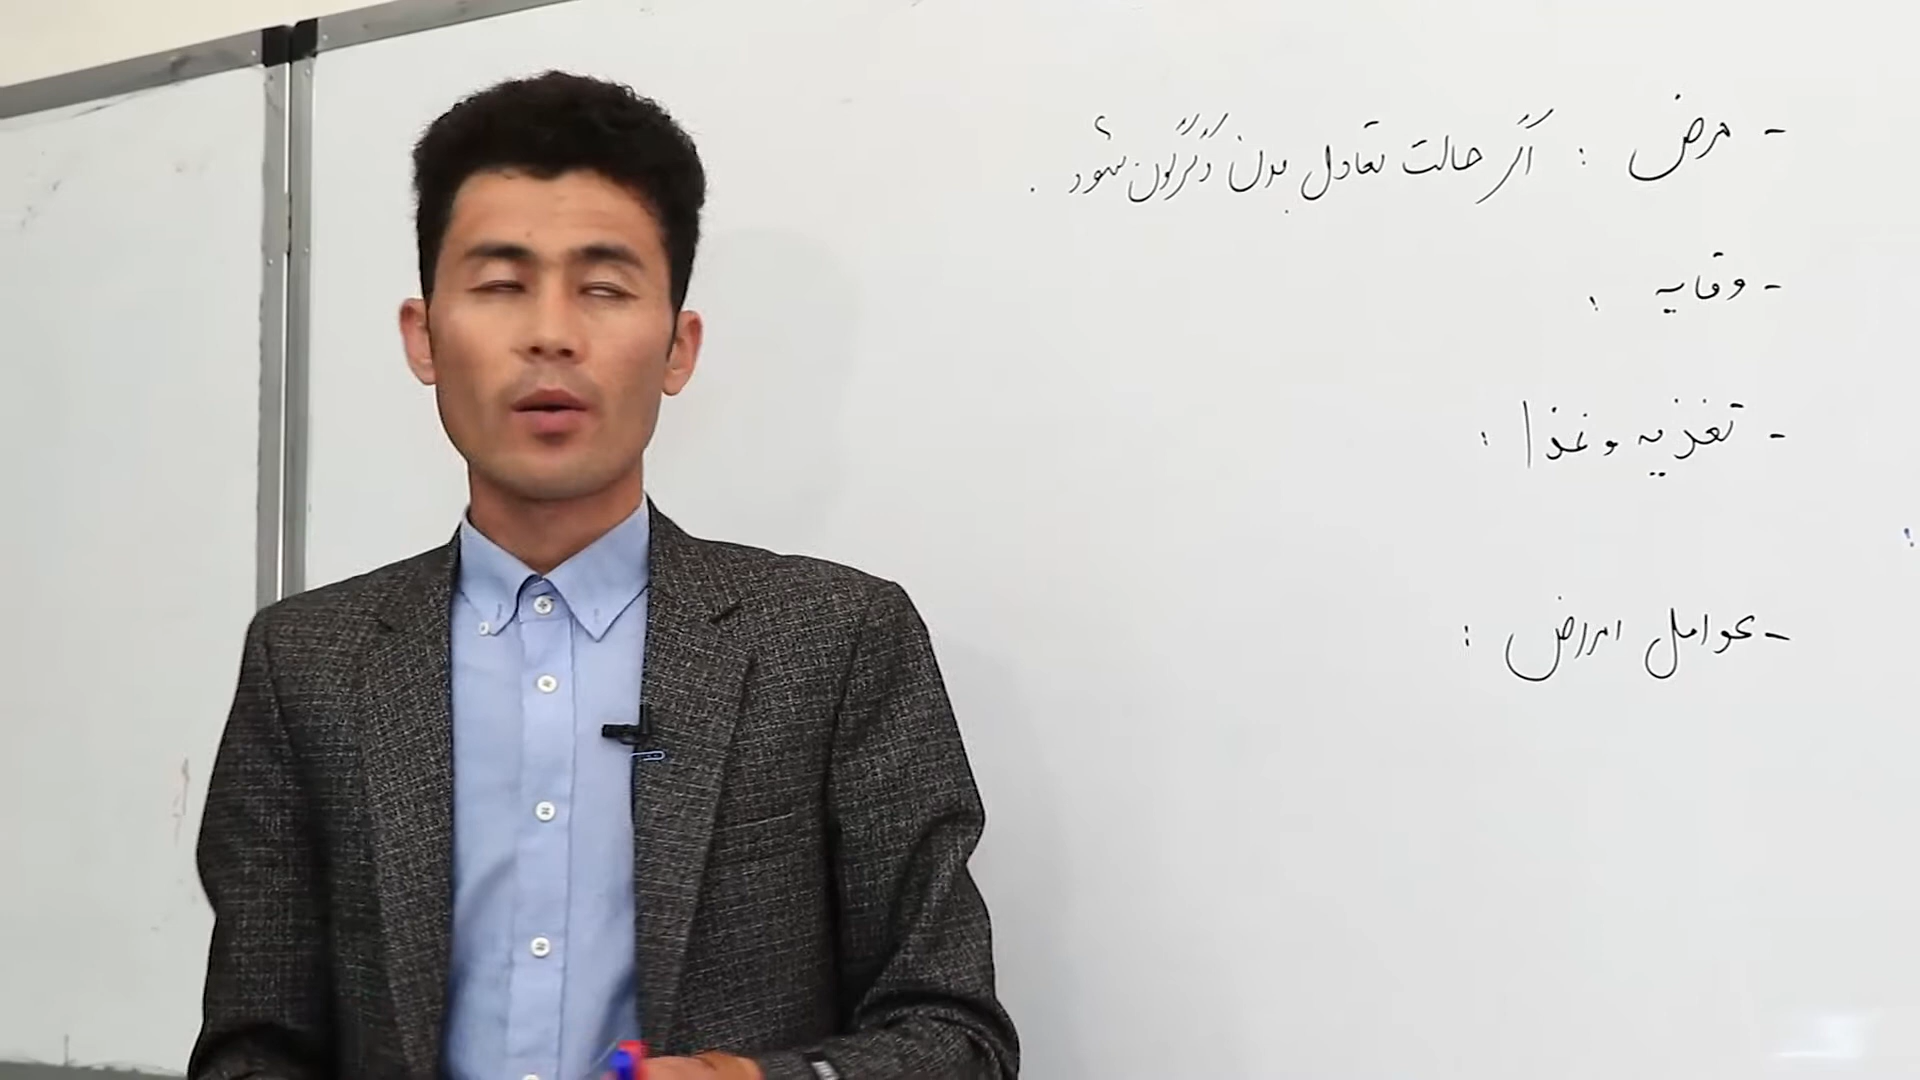 - مرض : اگر حالت تعادل بدن دگرگون شود .
- وقایه :
- تغذیه و غذا :
- عوامل امراض :